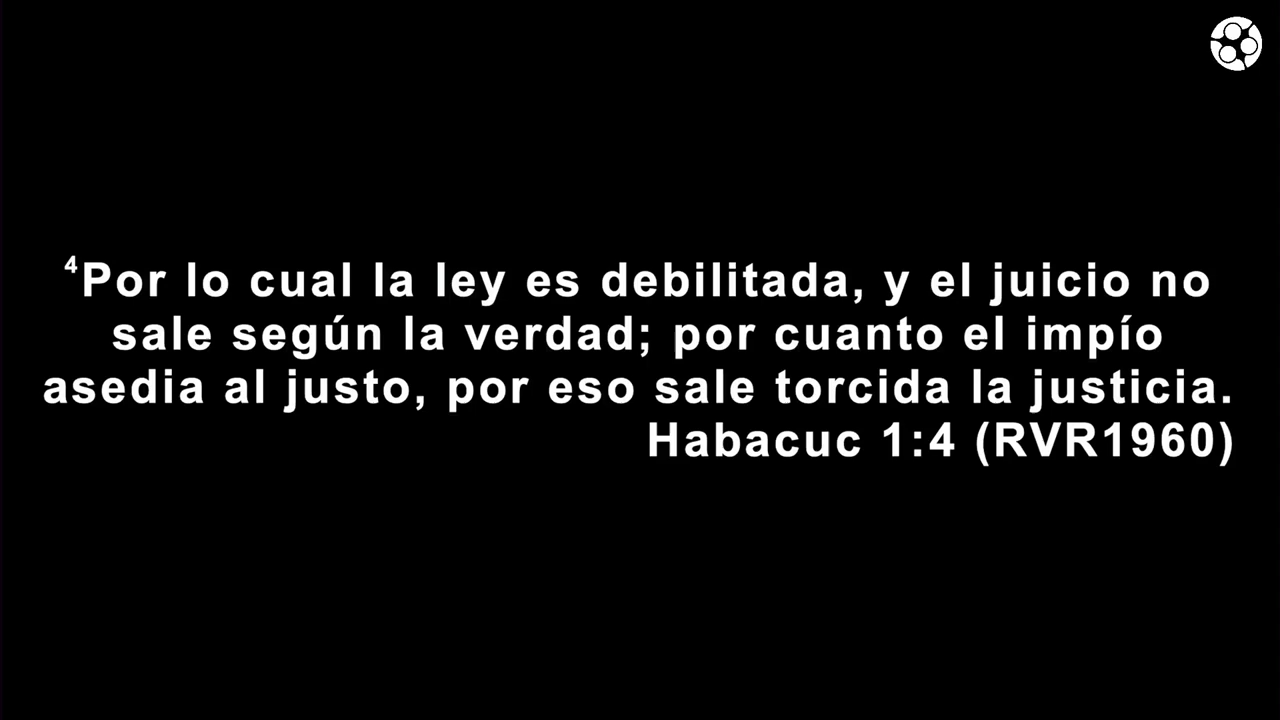 ⁴Por lo cual la ley es debilitada, y el juicio no
sale según la verdad; por cuanto el impío
asedia al justo, por eso sale torcida la justicia.
Habacuc 1:4 (RVR1960)